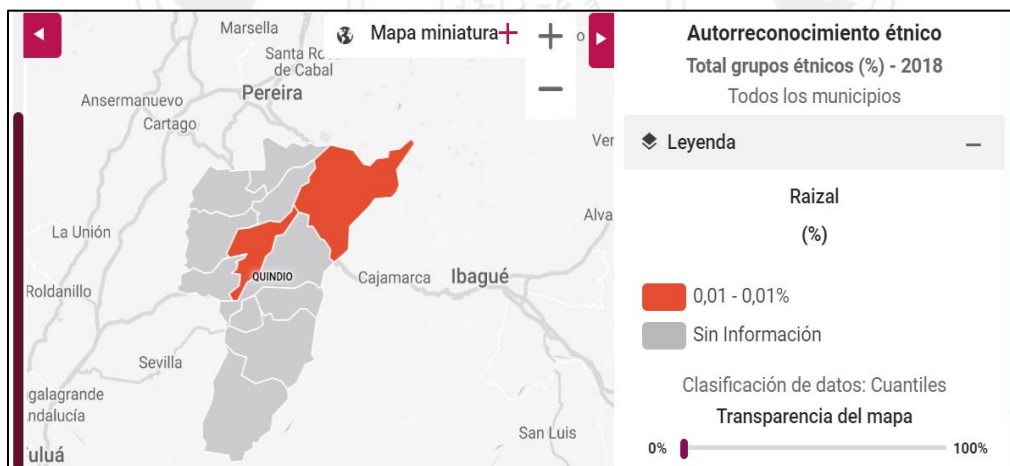 Marsella
Mapa miniatura
Santa Ro
de Cabal
Pereira
Ansermanuevo
Cartago
Ver
La Unión
Alva
QUINDIO
Cajamarca
Ibagué
Roldanillo
Sevilla
galagrande
ndalucía
San Luis
uluá
Autorreconocimiento étnico
Total grupos étnicos (%) - 2018
Todos los municipios
Leyenda
Raizal
(%)
0,01 - 0,01%
Sin Información
Clasificación de datos: Cuantiles
Transparencia del mapa
0% 100%